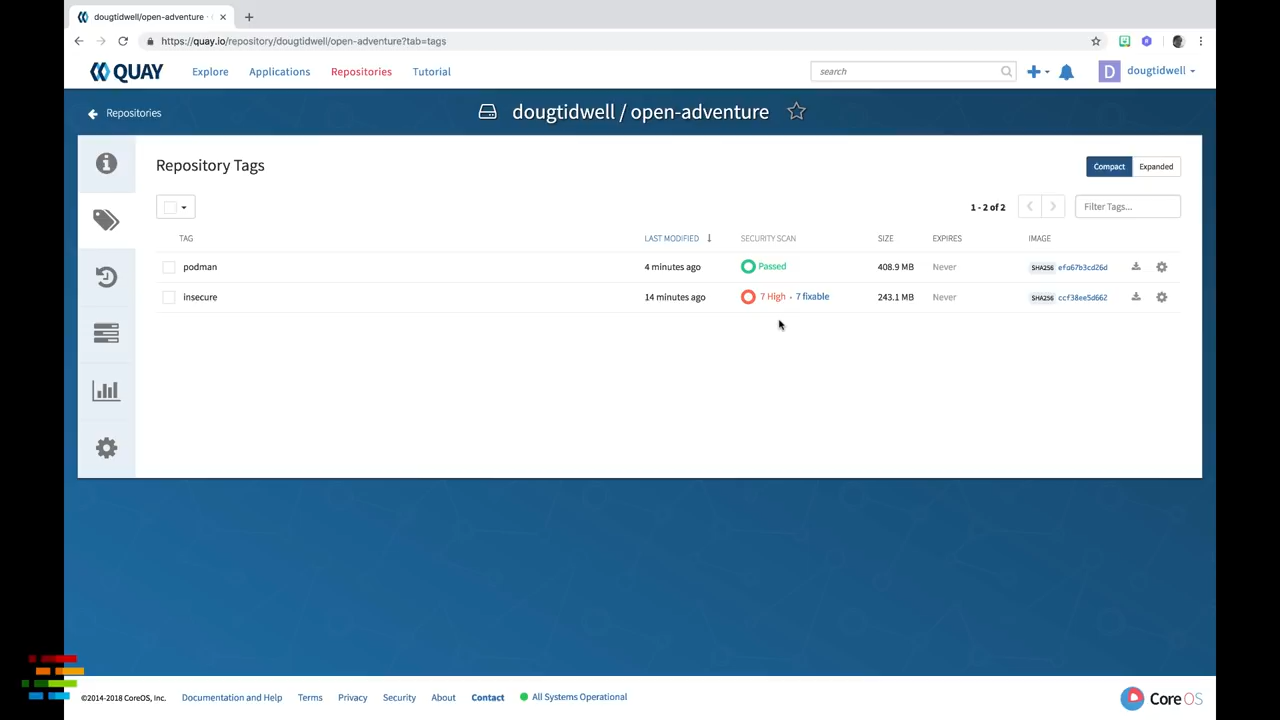 dougtidwell/open-adventure ·
https://quay.io/repository/dougtidwell/open-adventure?tab=tags
QUAY Explore Applications Repositories Tutorial search D dougtidwell
Repositories dougtidwell / open-adventure
Repository Tags Compact Expanded
1 - 2 of 2 Filter Tags...
TAG LAST MODIFIED SECURITY SCAN SIZE EXPIRES IMAGE
podman 4 minutes ago Passed 408.9 MB Never SHA256 efa67b3cd26d
insecure 14 minutes ago 7 High · 7 fixable 243.1 MB Never SHA256 ccf38ee5d662
©2014-2018 CoreOS, Inc. Documentation and Help Terms Privacy Security About Contact All Systems Operational Core OS